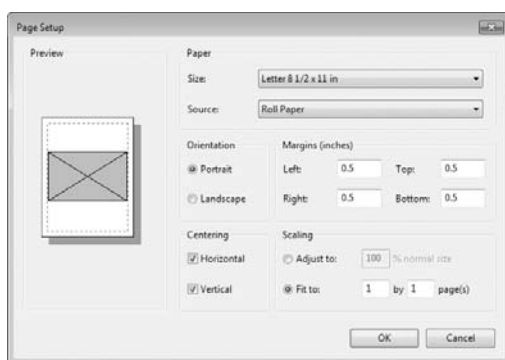 Page Setup
Preview
Paper
Size: Letter 8 1/2 x 11 in
Source: Roll Paper
Orientation
Portrait
Landscape
Margins (inches)
Left: 0.5 Top: 0.5
Right: 0.5 Bottom: 0.5
Centering
Horizontal
Vertical
Scaling
Adjust to: 100 % normal size
Fit to: 1 by 1 page(s)
OK Cancel